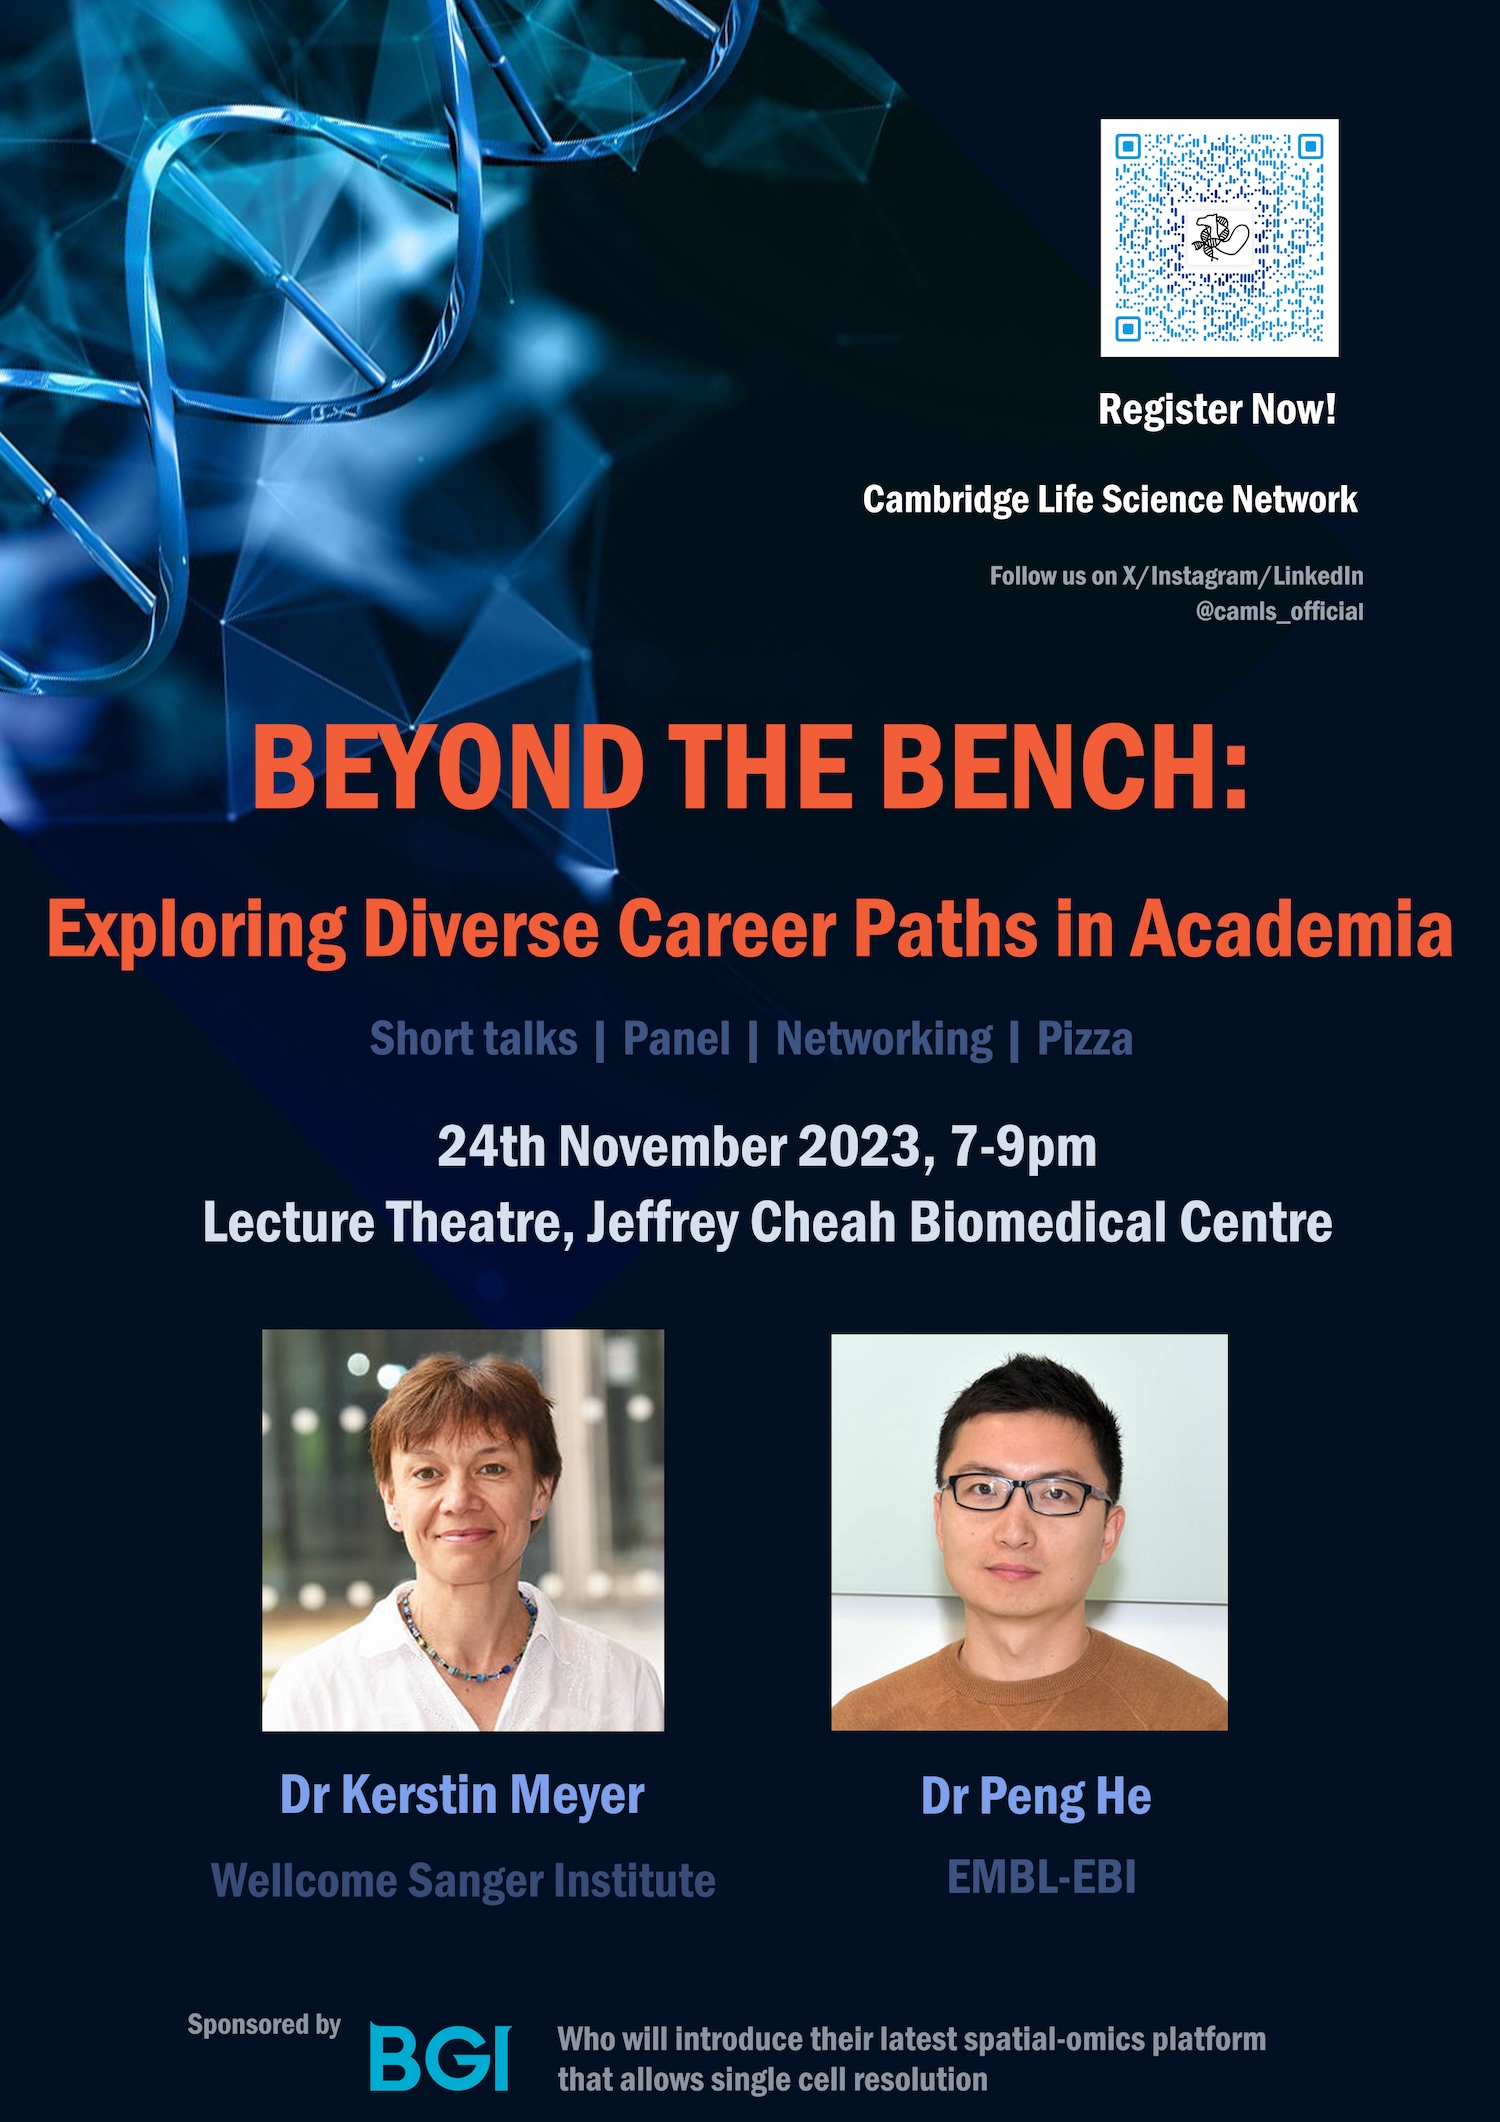 Register Now!
Cambridge Life Science Network
Follow us on X/Instagram/LinkedIn
@camls_official
BEYOND THE BENCH:
Exploring Diverse Career Paths in Academia
Short talks | Panel | Networking | Pizza
24th November 2023, 7-9pm
Lecture Theatre, Jeffrey Cheah Biomedical Centre
Dr Kerstin Meyer
Wellcome Sanger Institute
Dr Peng He
EMBL-EBI
Sponsored by
BGI
Who will introduce their latest spatial-omics platform
that allows single cell resolution